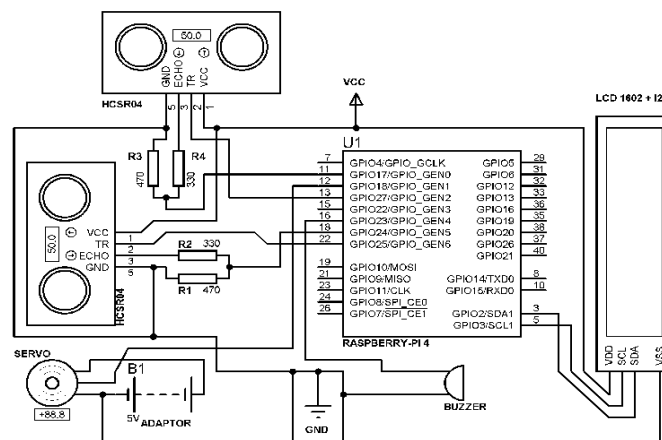 50.0
GND
ECHO
TR
VCC
5
3
2
1
HCSR04
VCC
LCD 1602 + I2
U1
R3
470
R4
330
7
11
12
13
15
16
18
22
19
21
23
24
26
GPIO4/GPIO_GCLK
GPIO17/GPIO_GEN0
GPIO18/GPIO_GEN1
GPIO27/GPIO_GEN2
GPIO22/GPIO_GEN3
GPIO23/GPIO_GEN4
GPIO24/GPIO_GEN5
GPIO25/GPIO_GEN6
GPIO10/MOSI
GPIO9/MISO
GPIO11/CLK
GPIO8/SPI_CE0
GPIO7/SPI_CE1
GPIO5
GPIO6
GPIO12
GPIO13
GPIO16
GPIO19
GPIO20
GPIO26
GPIO21
GPIO14/TXD0
GPIO15/RXD0
GPIO2/SDA1
GPIO3/SCL1
29
31
32
33
36
35
38
37
40
8
10
3
5
RASPBERRY-PI 4
50.0
VCC
TR
ECHO
GND
1
2
3
5
HCSR04
R2
330
R1
470
VDD
SCL
SDA
VSS
SERVO
+88.8
B1
5V
ADAPTOR
GND
BUZZER